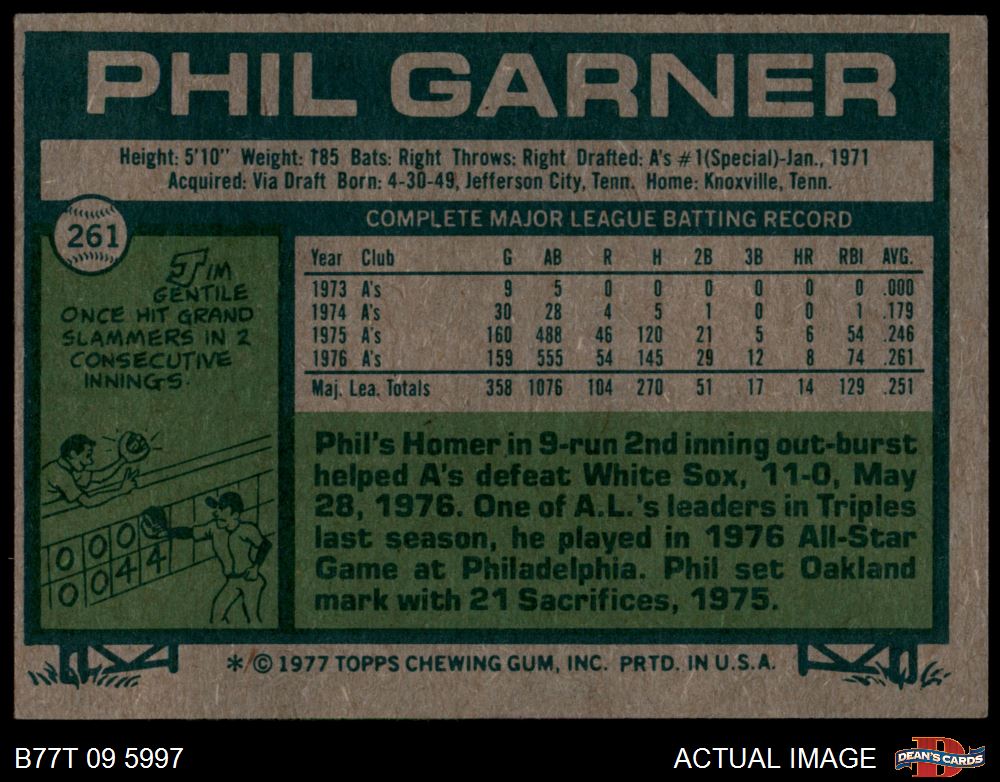 PHIL GARNER
Height: 5'10" Weight: 185 Bats: Right Throws: Right Drafted: A's #1(Special)-Jan., 1971
Acquired: Via Draft Born: 4-30-49, Jefferson City, Tenn. Home: Knoxville, Tenn.
261
JIM
GENTILE
ONCE HIT GRAND
SLAMMERS IN 2
CONSECUTIVE
INNINGS.
0 0 0
0 0 4 4
COMPLETE MAJOR LEAGUE BATTING RECORD
Year Club G AB R H 2B 3B HR RBI AVG.
1973 A's 9 5 0 0 0 0 0 0 .000
1974 A's 30 28 4 5 1 0 0 1 .179
1975 A's 160 488 46 120 21 5 6 54 .246
1976 A's 159 555 54 145 29 12 8 74 .261
Maj. Lea. Totals 358 1076 104 270 51 17 14 129 .251
Phil's Homer in 9-run 2nd inning out-burst
helped A's defeat White Sox, 11-0, May
28, 1976. One of A.L.'s leaders in Triples
last season, he played in 1976 All-Star
Game at Philadelphia. Phil set Oakland
mark with 21 Sacrifices, 1975.
* © 1977 TOPPS CHEWING GUM, INC. PRTD. IN U.S.A.
B77T 09 5997
ACTUAL IMAGE
D
DEAN'S CARDS